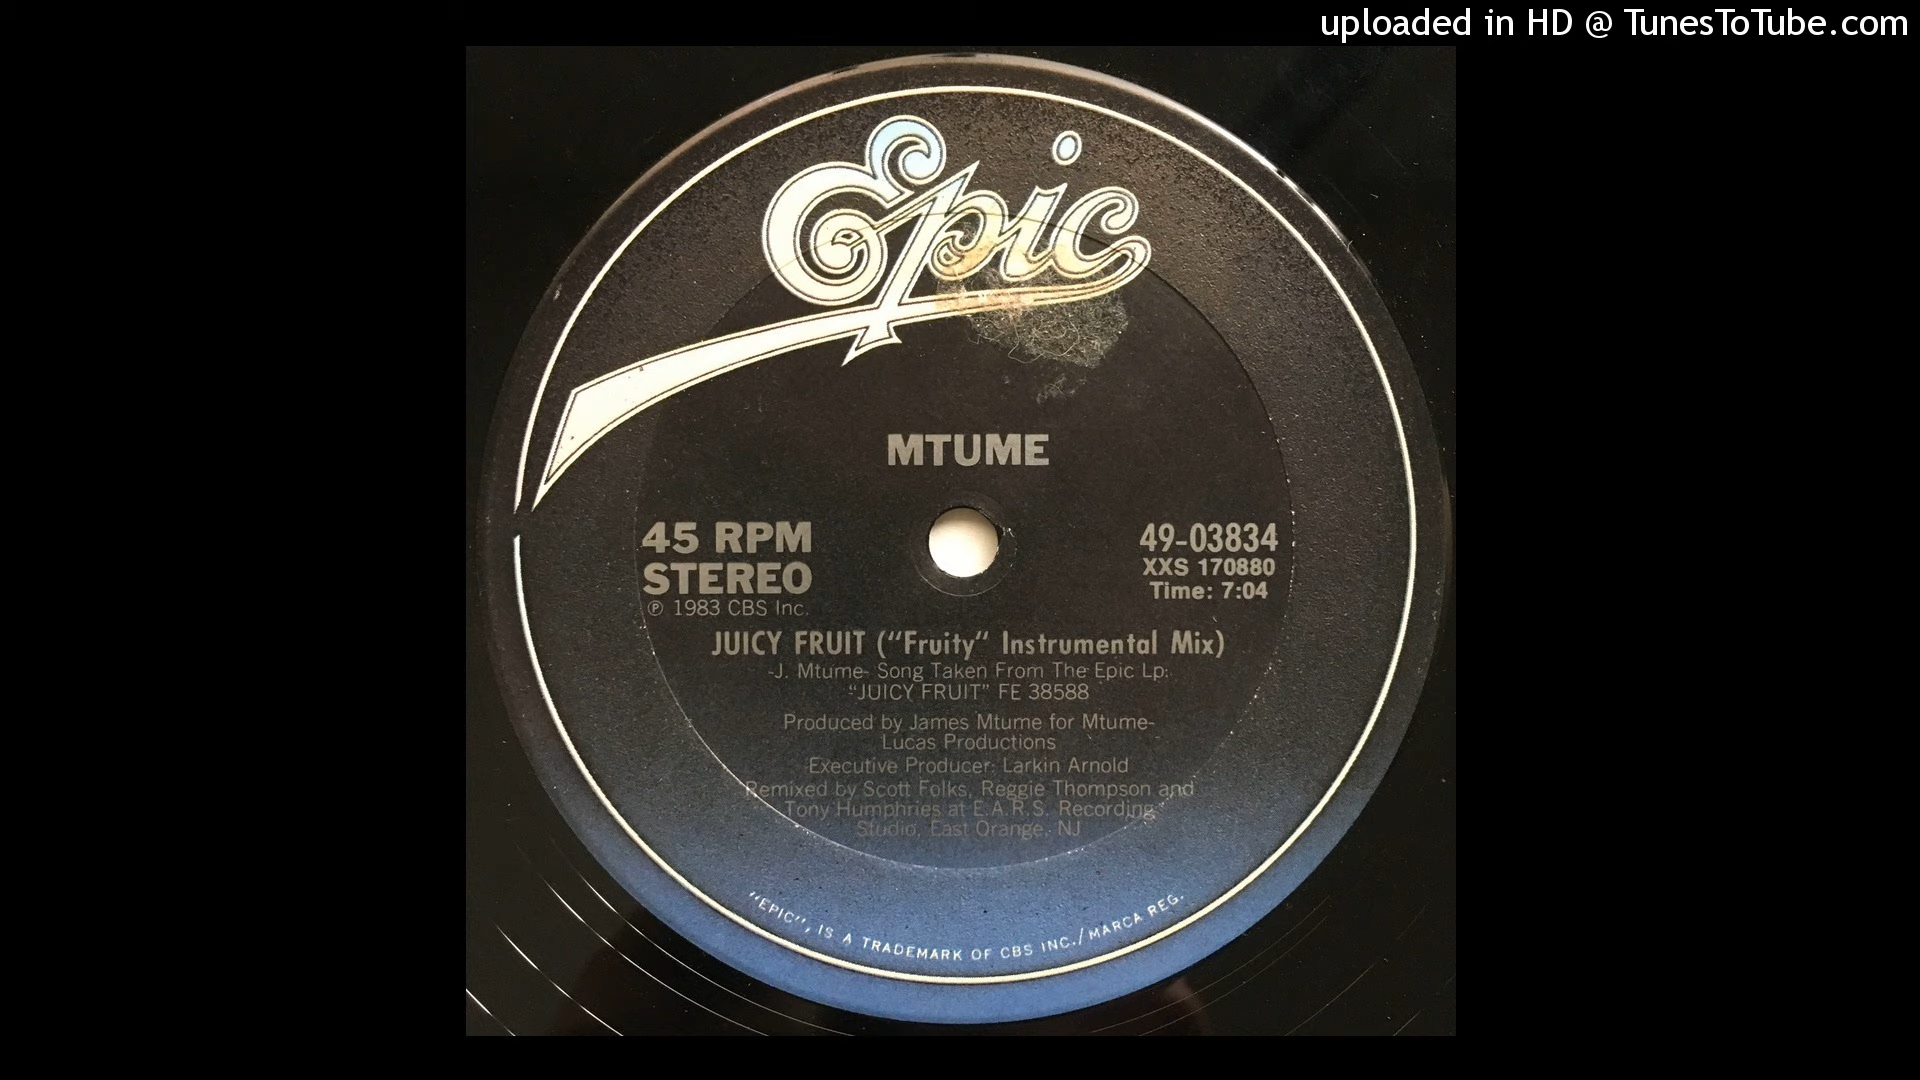 uploaded in HD @ TunesToTube.com
Epic
MTUME
45 RPM
STEREO
℗ 1983 CBS Inc.
49-03834
XXS 170880
Time: 7:04
JUICY FRUIT (“Fruity“ Instrumental Mix)
-J. Mtume- Song Taken From The Epic Lp:
“JUICY FRUIT” FE 38588
Produced by James Mtume for Mtume-
Lucas Productions
Executive Producer: Larkin Arnold
Remixed by Scott Folks, Reggie Thompson and
Tony Humphries at E.A.R.S. Recording
Studio, East Orange, NJ
“EPIC”, IS A TRADEMARK OF CBS INC./MARCA REG.